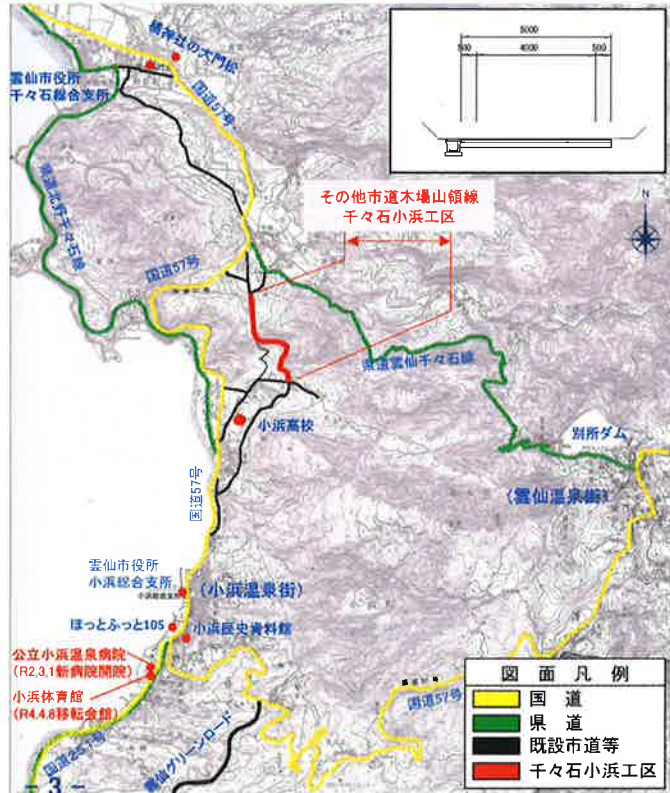 橘神社の大門松
雲仙市役所
千々石総合支所
国道57号
5000
500 4000 500
その他市道木場山領線
千々石小浜工区
N
県道北野千々石線
国道57号
県道雲仙千々石線
小浜高校
別所ダム
(雲仙温泉街)
国道57号
雲仙市役所
小浜総合支所
(小浜温泉街)
ほっとふっと105
小浜歴史資料館
公立小浜温泉病院
(R2,3,1新病院開院)
小浜体育館
(R4,4,8移転会館)
国道57号
国道251号
雲仙グリーンロード
図面凡例
国道
県道
既設市道等
千々石小浜工区
- 3 -